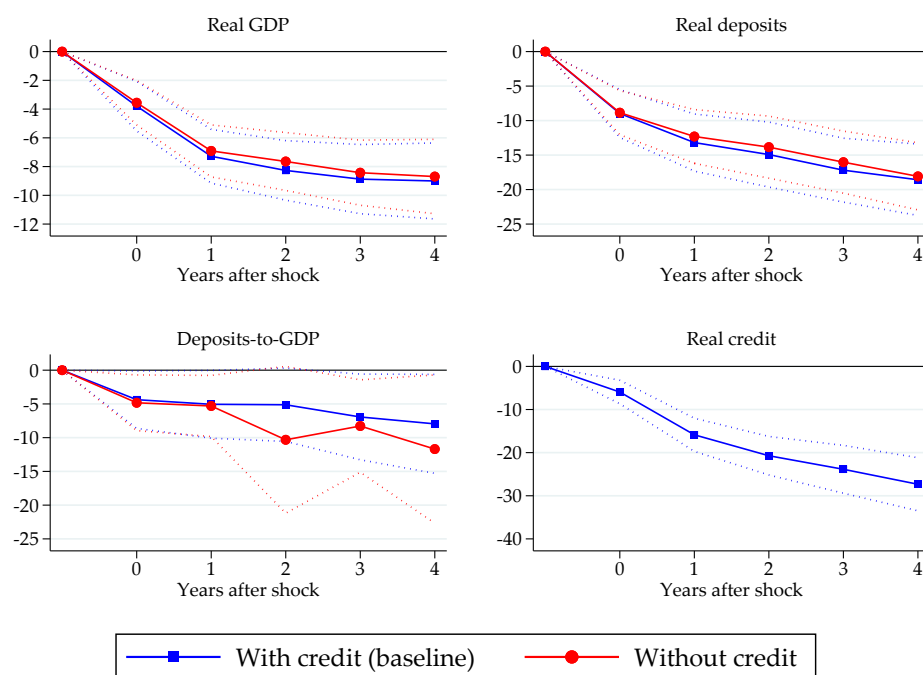 Real GDP
0
-2
-4
-6
-8
-10
-12
0 1 2 3 4
Years after shock
Real deposits
0
-5
-10
-15
-20
-25
0 1 2 3 4
Years after shock
Deposits-to-GDP
0
-5
-10
-15
-20
-25
0 1 2 3 4
Years after shock
Real credit
0
-10
-20
-30
-40
0 1 2 3 4
Years after shock
With credit (baseline) Without credit